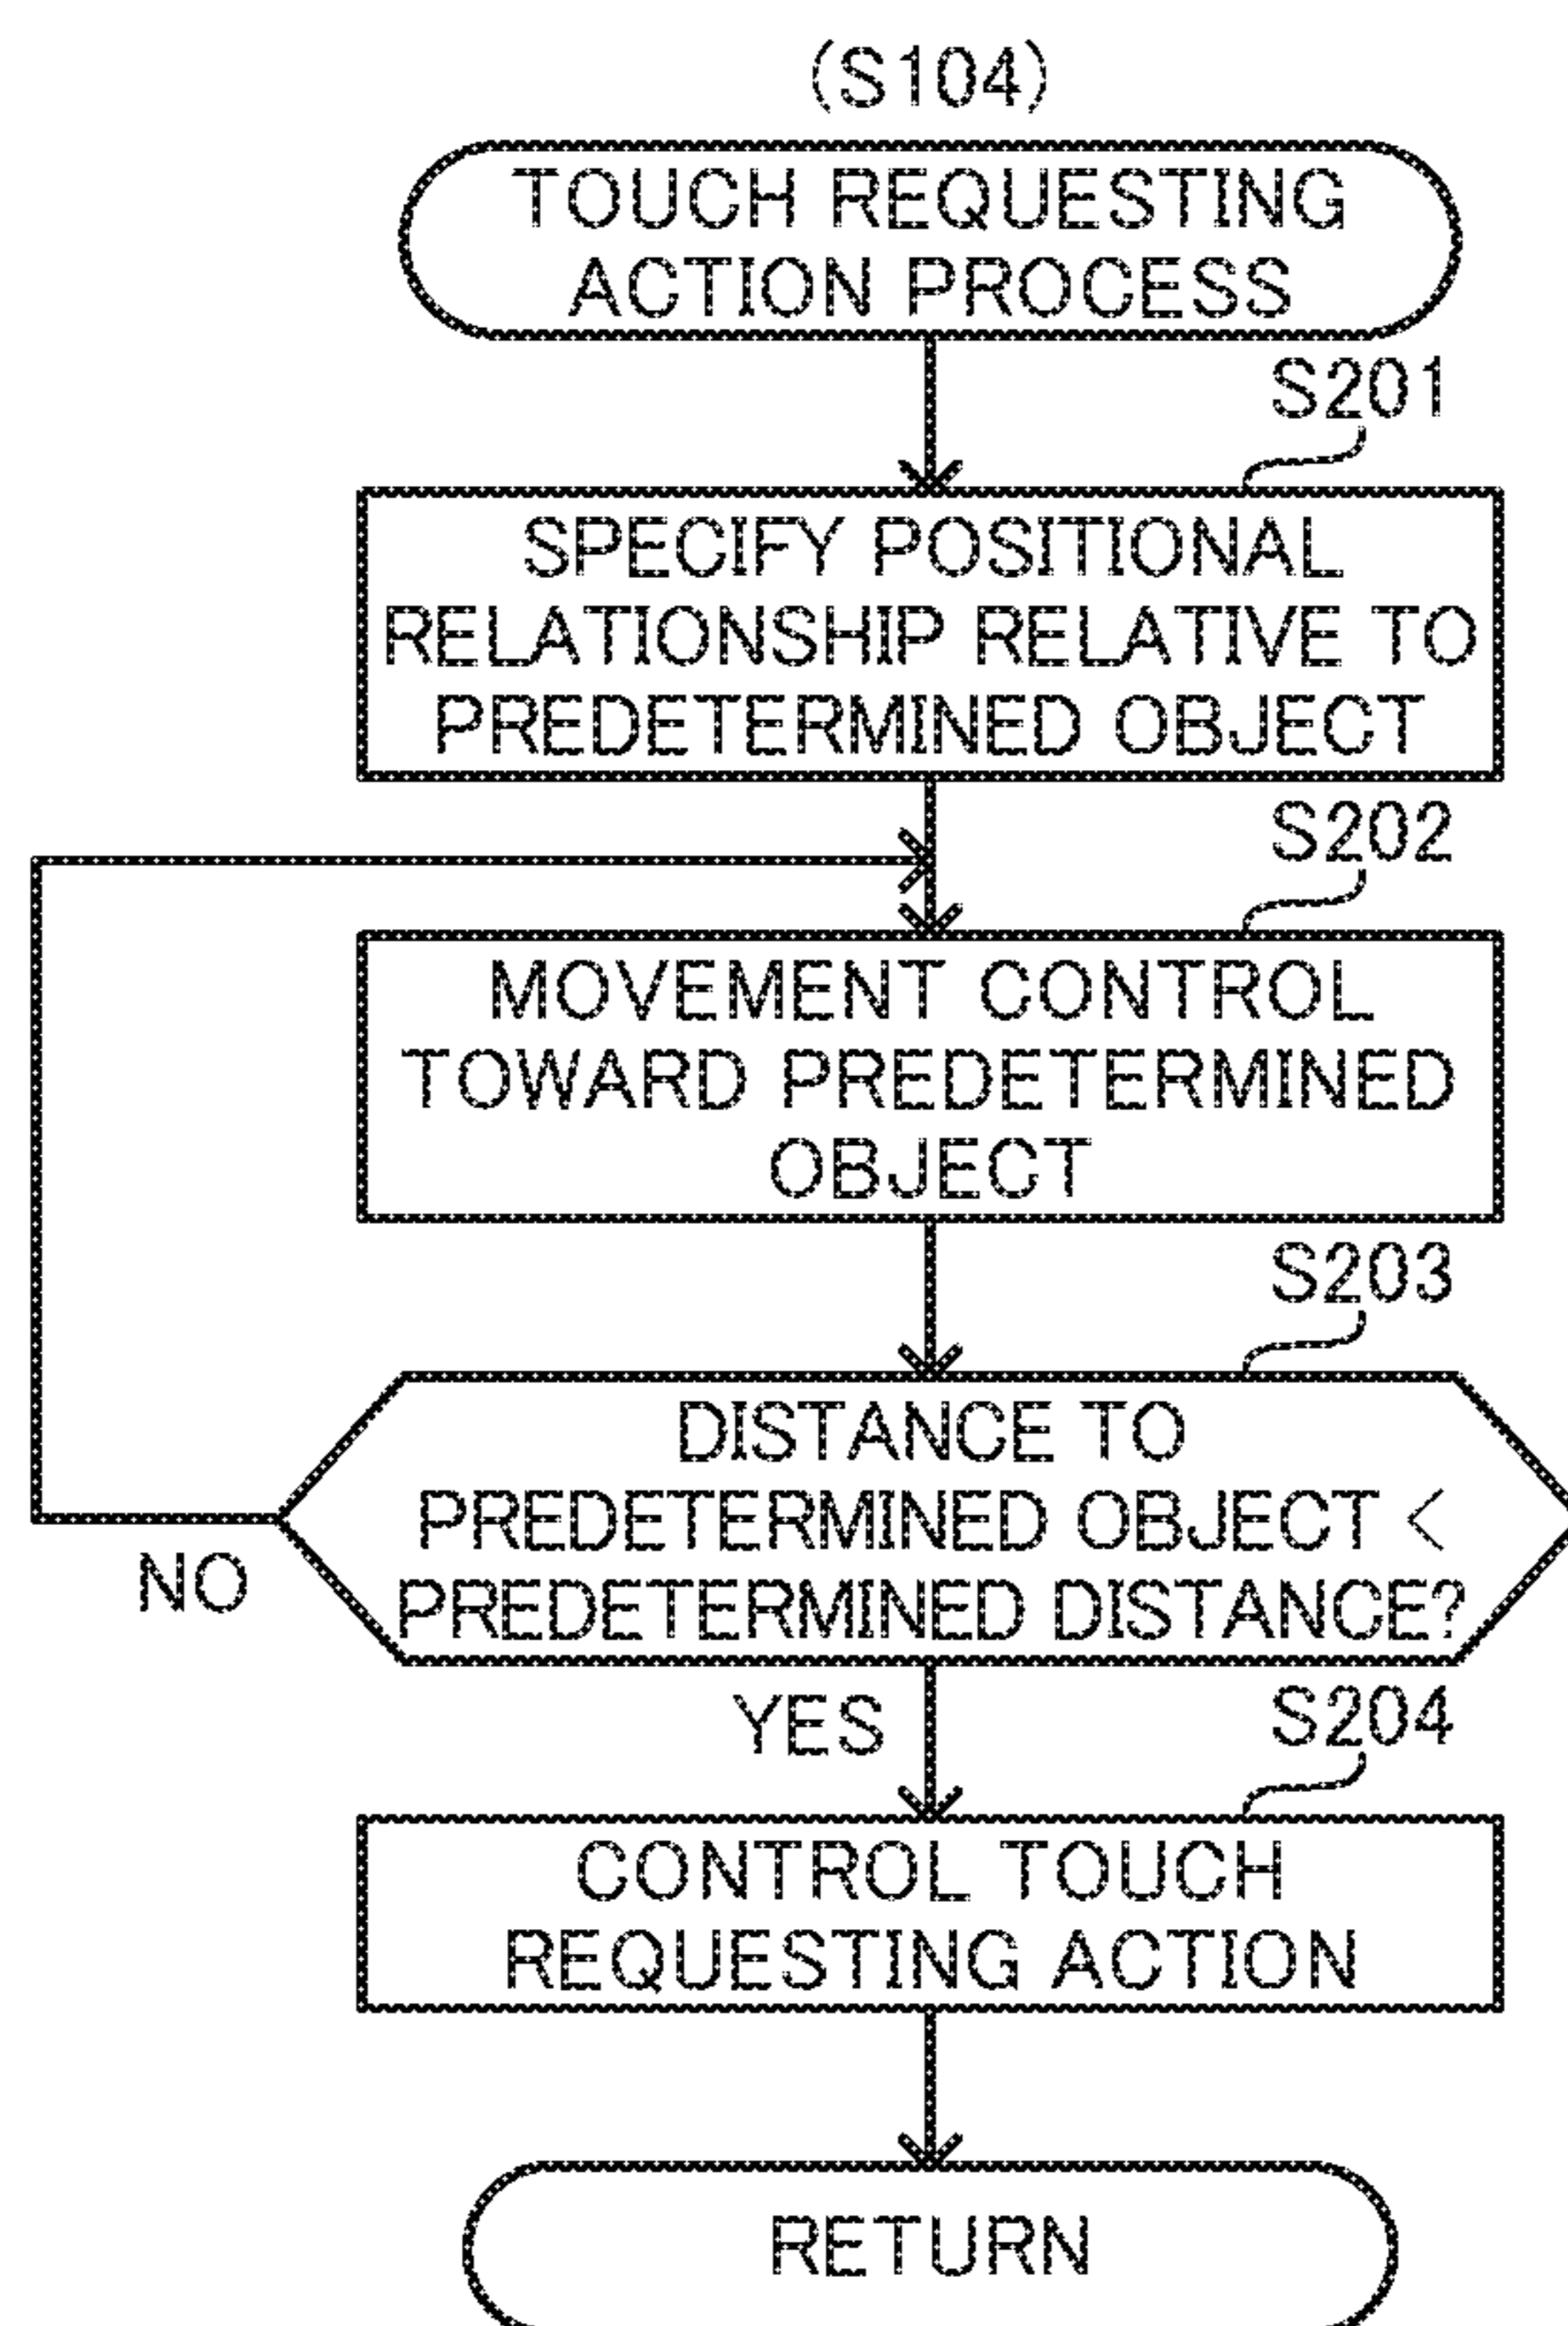 (S104)
TOUCH REQUESTING
ACTION PROCESS
S201
SPECIFY POSITIONAL
RELATIONSHIP RELATIVE TO
PREDETERMINED OBJECT
S202
MOVEMENT CONTROL
TOWARD PREDETERMINED
OBJECT
S203
DISTANCE TO
PREDETERMINED OBJECT <
PREDETERMINED DISTANCE?
NO
YES
S204
CONTROL TOUCH
REQUESTING ACTION
RETURN